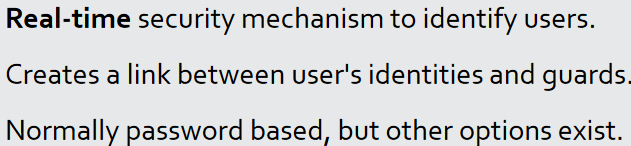 Real-time security mechanism to identify users.
Creates a link between user's identities and guards.
Normally password based, but other options exist.